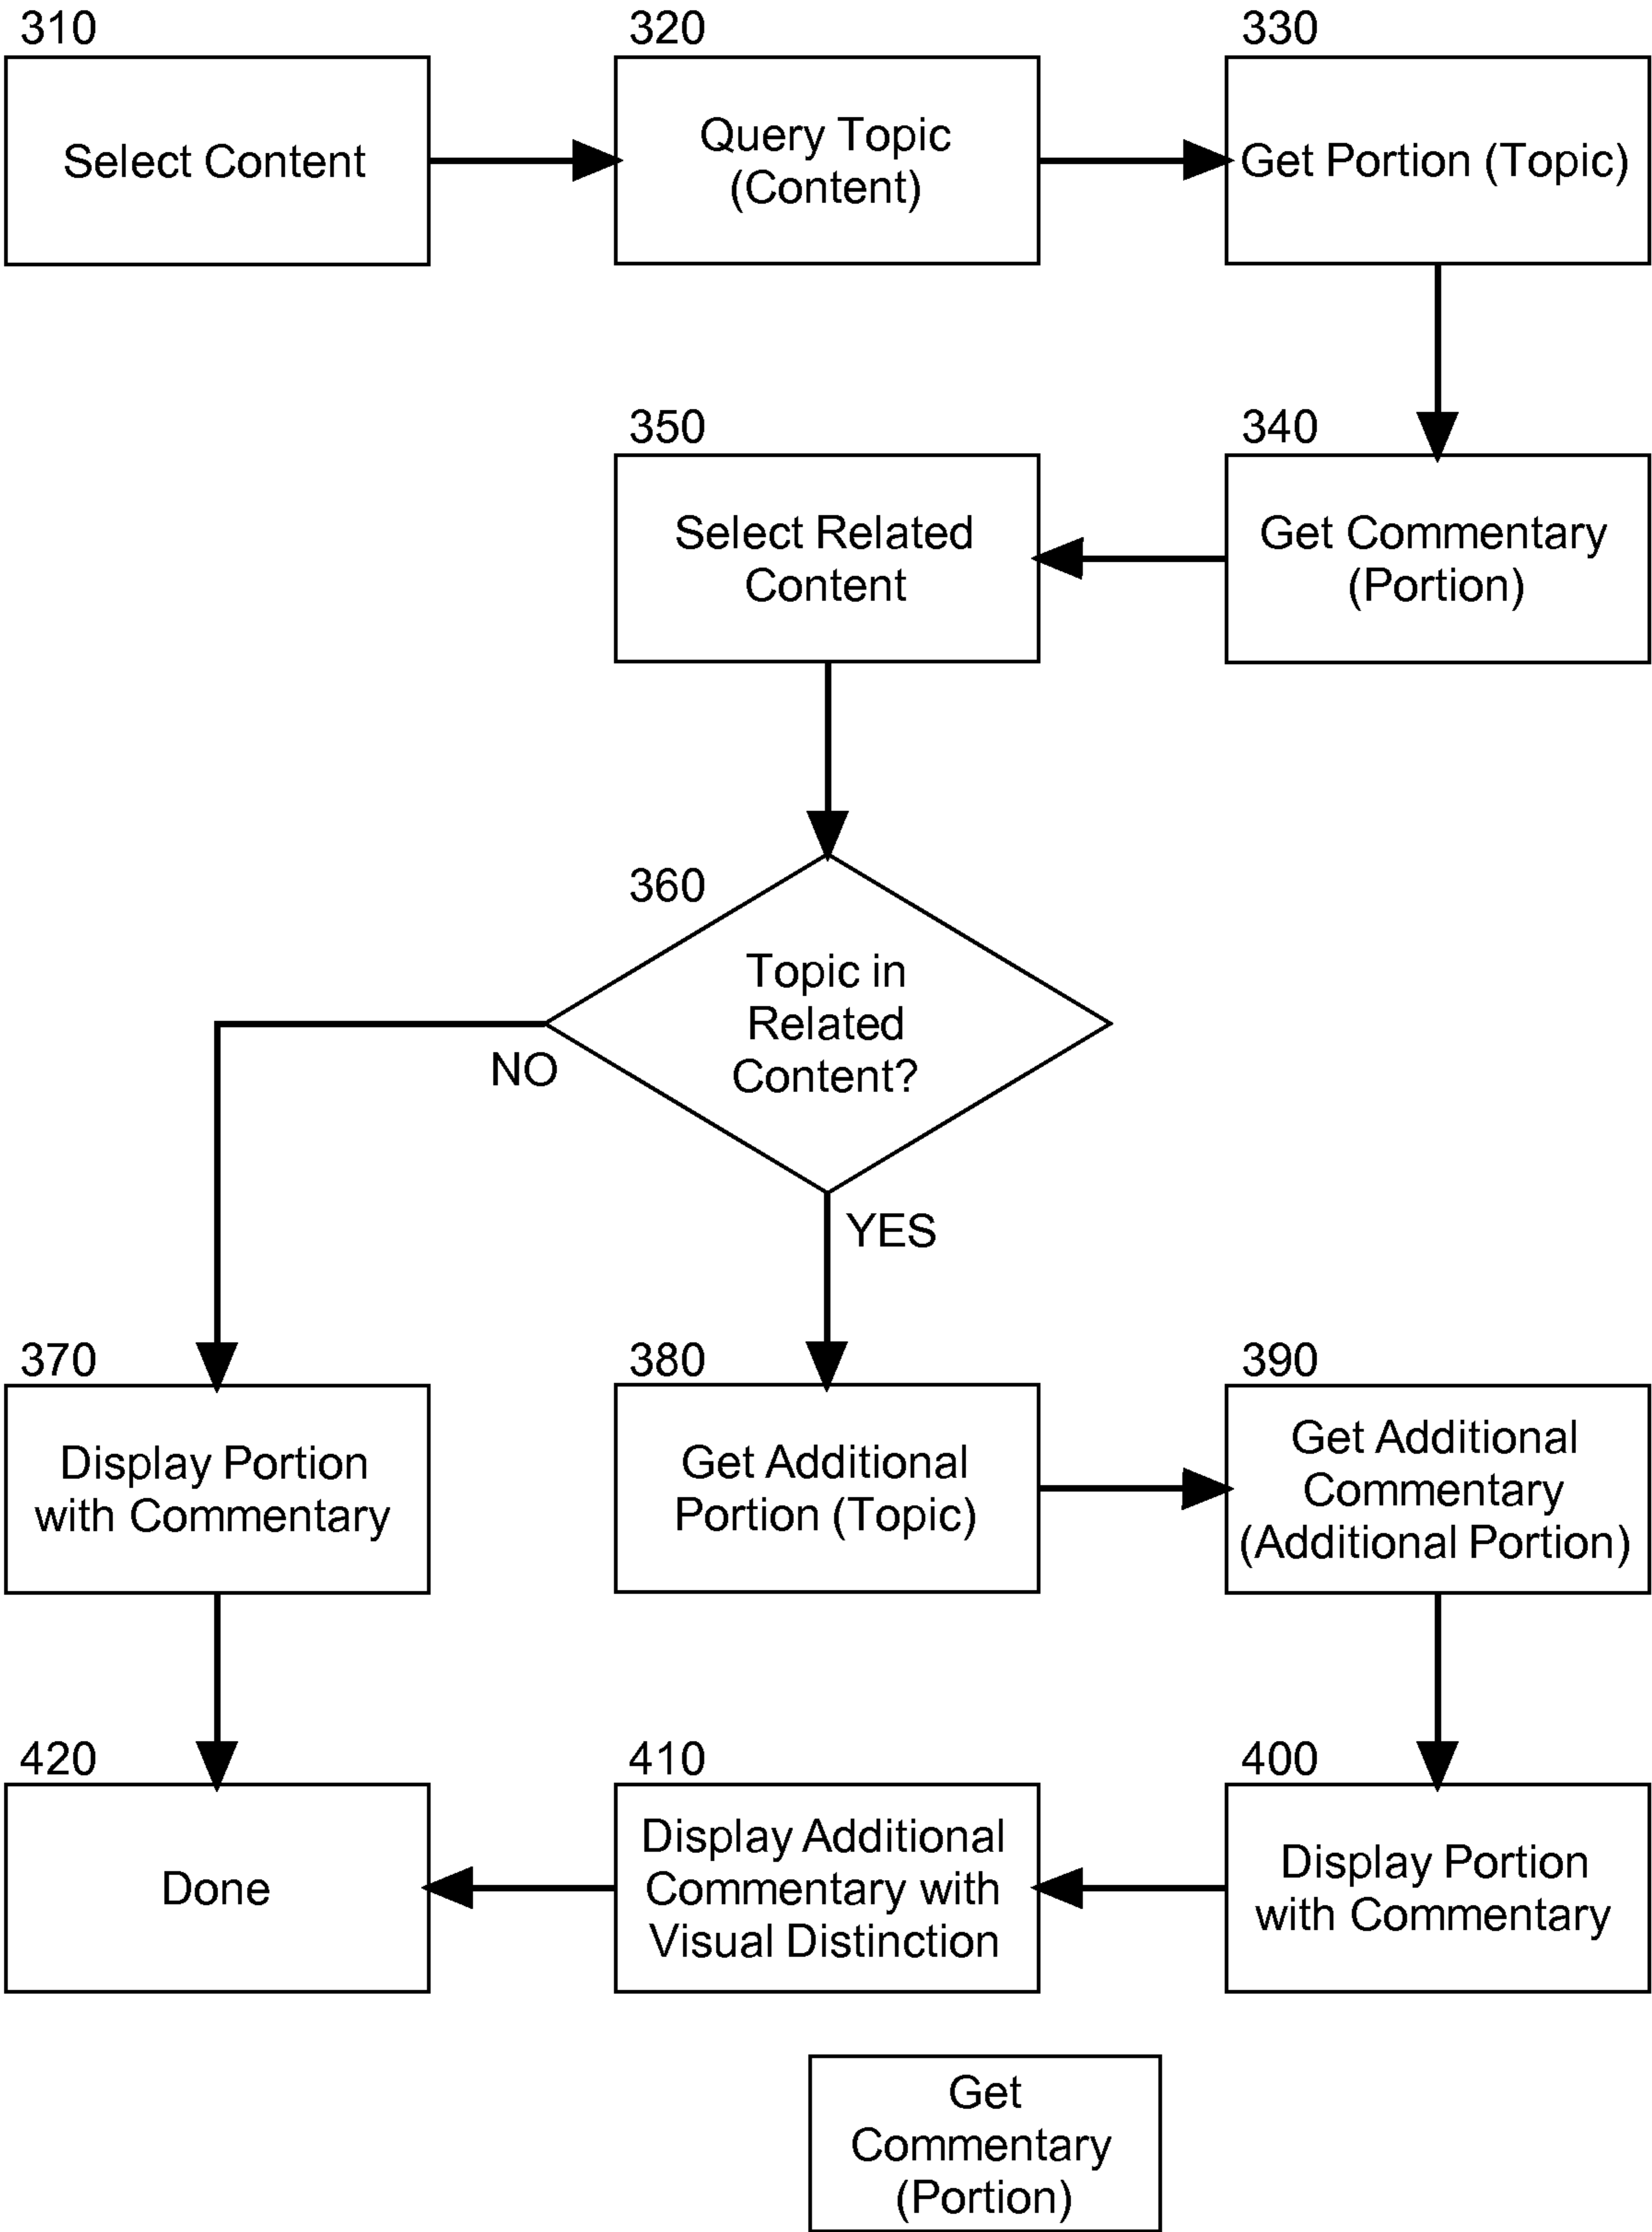 310
Select Content
320
Query Topic
(Content)
330
Get Portion (Topic)
340
Get Commentary
(Portion)
350
Select Related
Content
360
Topic in
Related
Content?
NO
YES
370
Display Portion
with Commentary
380
Get Additional
Portion (Topic)
390
Get Additional
Commentary
(Additional Portion)
400
Display Portion
with Commentary
410
Display Additional
Commentary with
Visual Distinction
420
Done
Get
Commentary
(Portion)